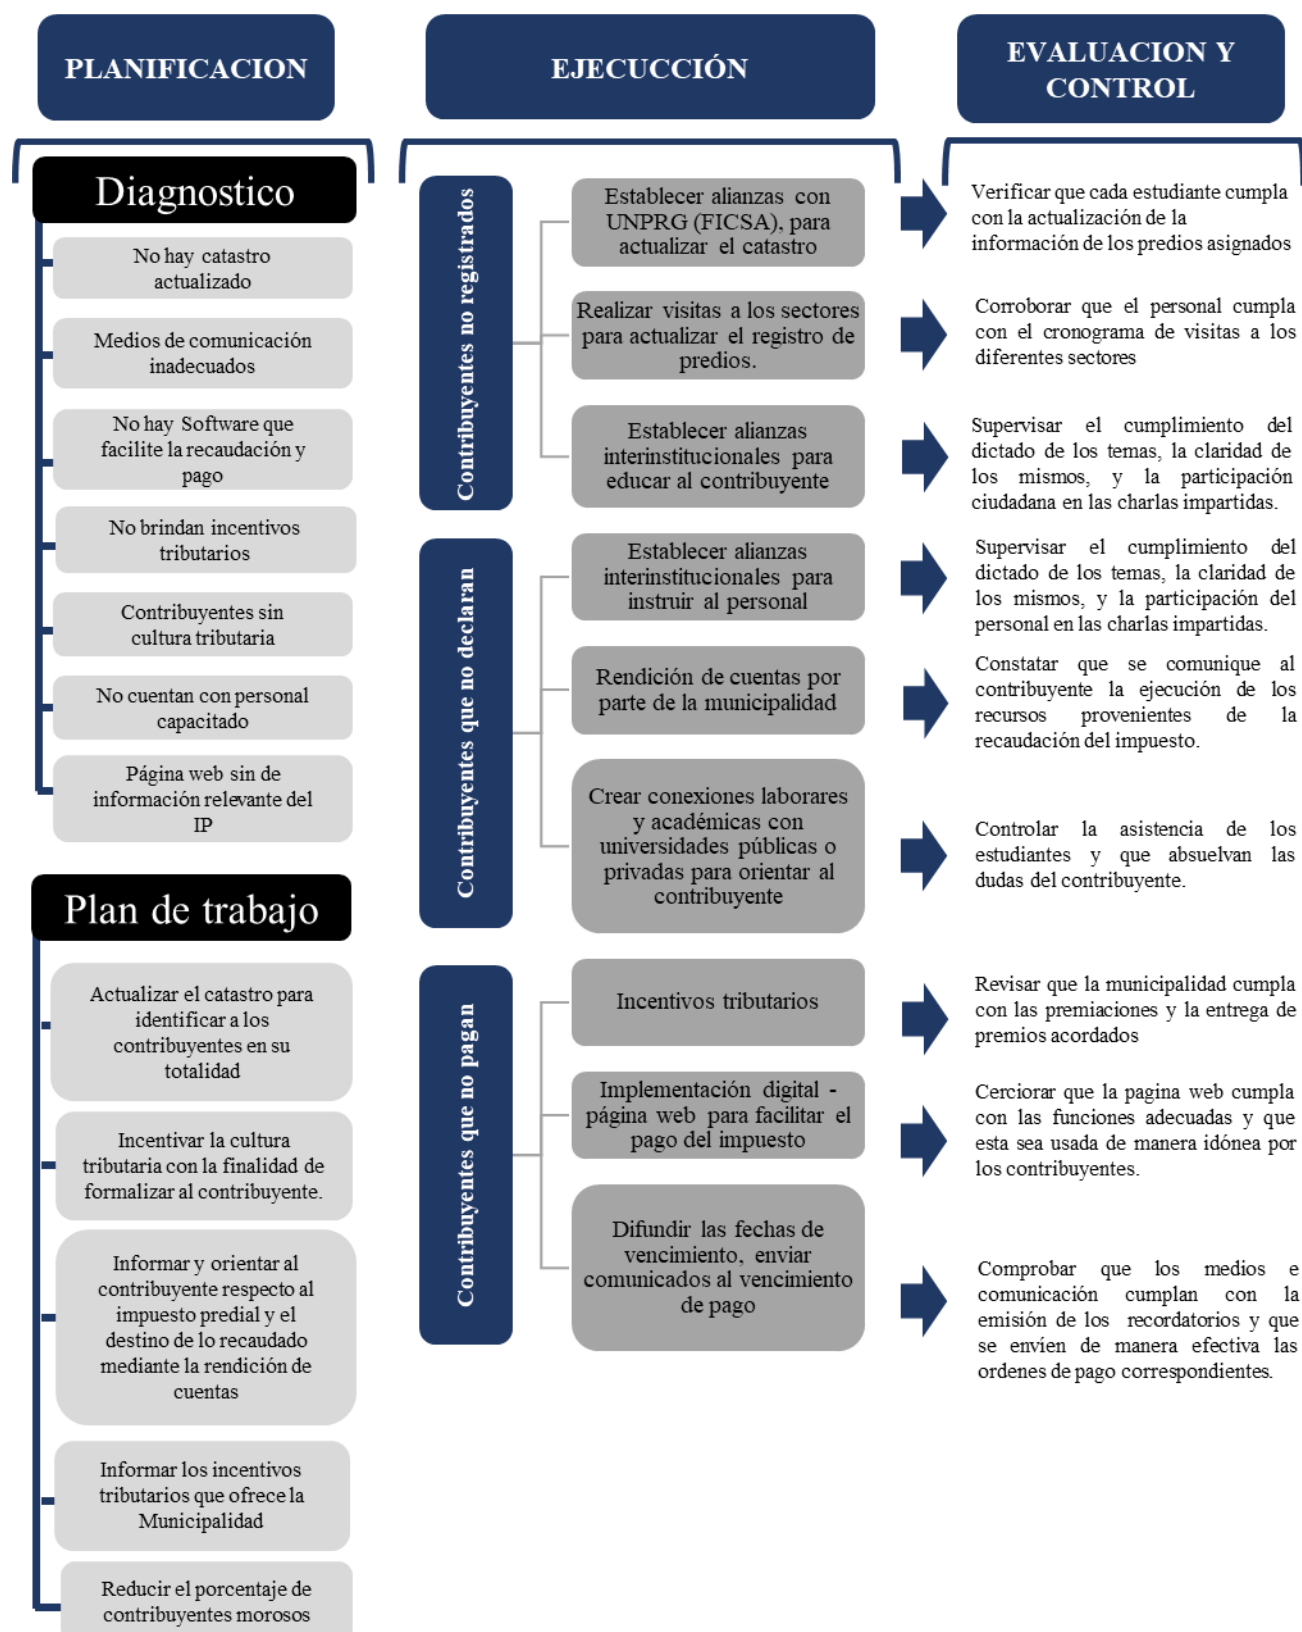 PLANIFICACION
Diagnostico
No hay catastro
actualizado
Medios de comunicación
inadecuados
No hay Software que
facilite la recaudación y
pago
No brindan incentivos
tributarios
Contribuyentes sin
cultura tributaria
No cuentan con personal
capacitado
Página web sin de
información relevante del
IP
Plan de trabajo
Actualizar el catastro para
identificar a los
contribuyentes en su
totalidad
Incentivar la cultura
tributaria con la finalidad de
formalizar al contribuyente.
Informar y orientar al
contribuyente respecto al
impuesto predial y el
destino de lo recaudado
mediante la rendición de
cuentas
Informar los incentivos
tributarios que ofrece la
Municipalidad
Reducir el porcentaje de
contribuyentes morosos
EJECUCCIÓN
Contribuyentes no registrados
Establecer alianzas con
UNPRG (FICSA), para
actualizar el catastro
Realizar visitas a los sectores
para actualizar el registro de
predios.
Establecer alianzas
interinstitucionales para
educar al contribuyente
Contribuyentes que no declaran
Establecer alianzas
interinstitucionales para
instruir al personal
Rendición de cuentas por
parte de la municipalidad
Crear conexiones laborares
y académicas con
universidades públicas o
privadas para orientar al
contribuyente
Contribuyentes que no pagan
Incentivos tributarios
Implementación digital -
página web para facilitar el
pago del impuesto
Difundir las fechas de
vencimiento, enviar
comunicados al vencimiento
de pago
EVALUACION Y
CONTROL
Verificar que cada estudiante cumpla
con la actualización de la
información de los predios asignados
Corroborar que el personal cumpla
con el cronograma de visitas a los
diferentes sectores
Supervisar el cumplimiento del
dictado de los temas, la claridad de
los mismos, y la participación
ciudadana en las charlas impartidas.
Supervisar el cumplimiento del
dictado de los temas, la claridad de
los mismos, y la participación del
personal en las charlas impartidas.
Constatar que se comunique al
contribuyente la ejecución de los
recursos provenientes de la
recaudación del impuesto.
Controlar la asistencia de los
estudiantes y que absuelvan las
dudas del contribuyente.
Revisar que la municipalidad cumpla
con las premiaciones y la entrega de
premios acordados
Cerciorar que la pagina web cumpla
con las funciones adecuadas y que
esta sea usada de manera idónea por
los contribuyentes.
Comprobar que los medios e
comunicación cumplan con la
emisión de los recordatorios y que
se envíen de manera efectiva las
ordenes de pago correspondientes.